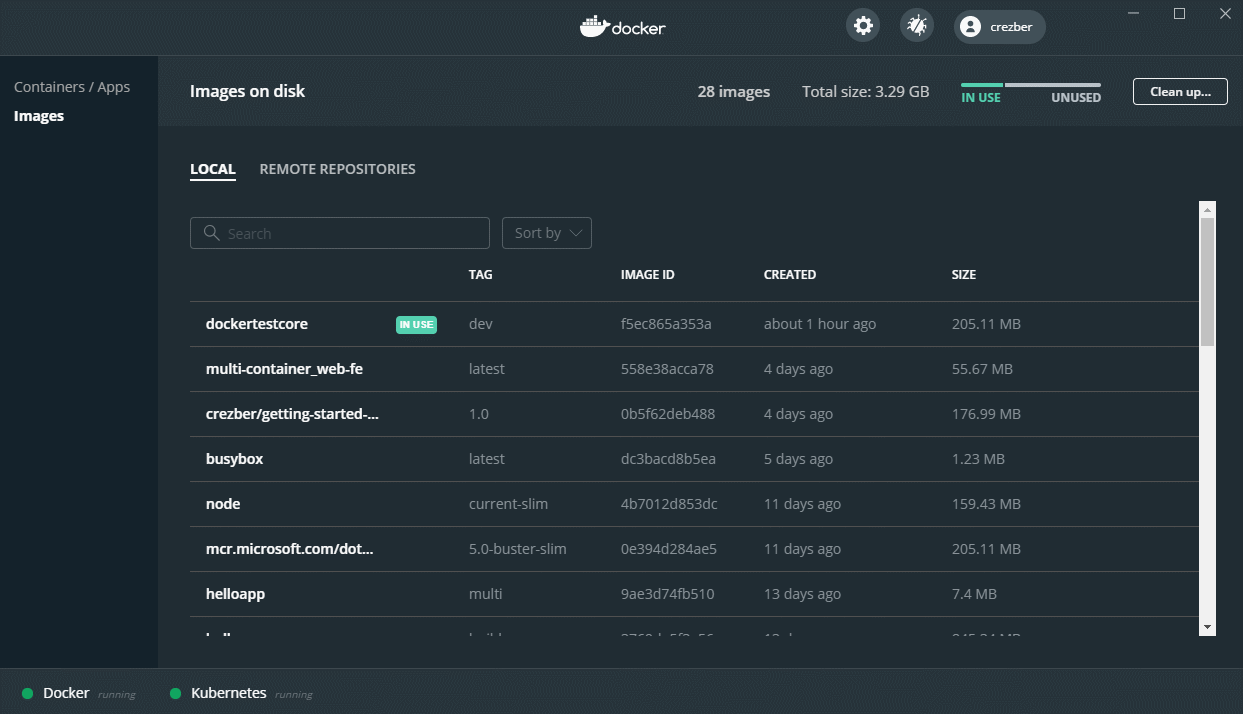 docker
crezber
Containers / Apps
Images
Images on disk
28 images
Total size: 3.29 GB
IN USE
UNUSED
Clean up...
LOCAL
REMOTE REPOSITORIES
Search
Sort by
TAG IMAGE ID CREATED SIZE
dockertestcore IN USE dev f5ec865a353a about 1 hour ago 205.11 MB
multi-container_web-fe latest 558e38acca78 4 days ago 55.67 MB
crezber/getting-started-... 1.0 0b5f62deb488 4 days ago 176.99 MB
busybox latest dc3bacd8b5ea 5 days ago 1.23 MB
node current-slim 4b7012d853dc 11 days ago 159.43 MB
mcr.microsoft.com/dot... 5.0-buster-slim 0e394d284ae5 11 days ago 205.11 MB
helloapp multi 9ae3d74fb510 13 days ago 7.4 MB
Docker running
Kubernetes running